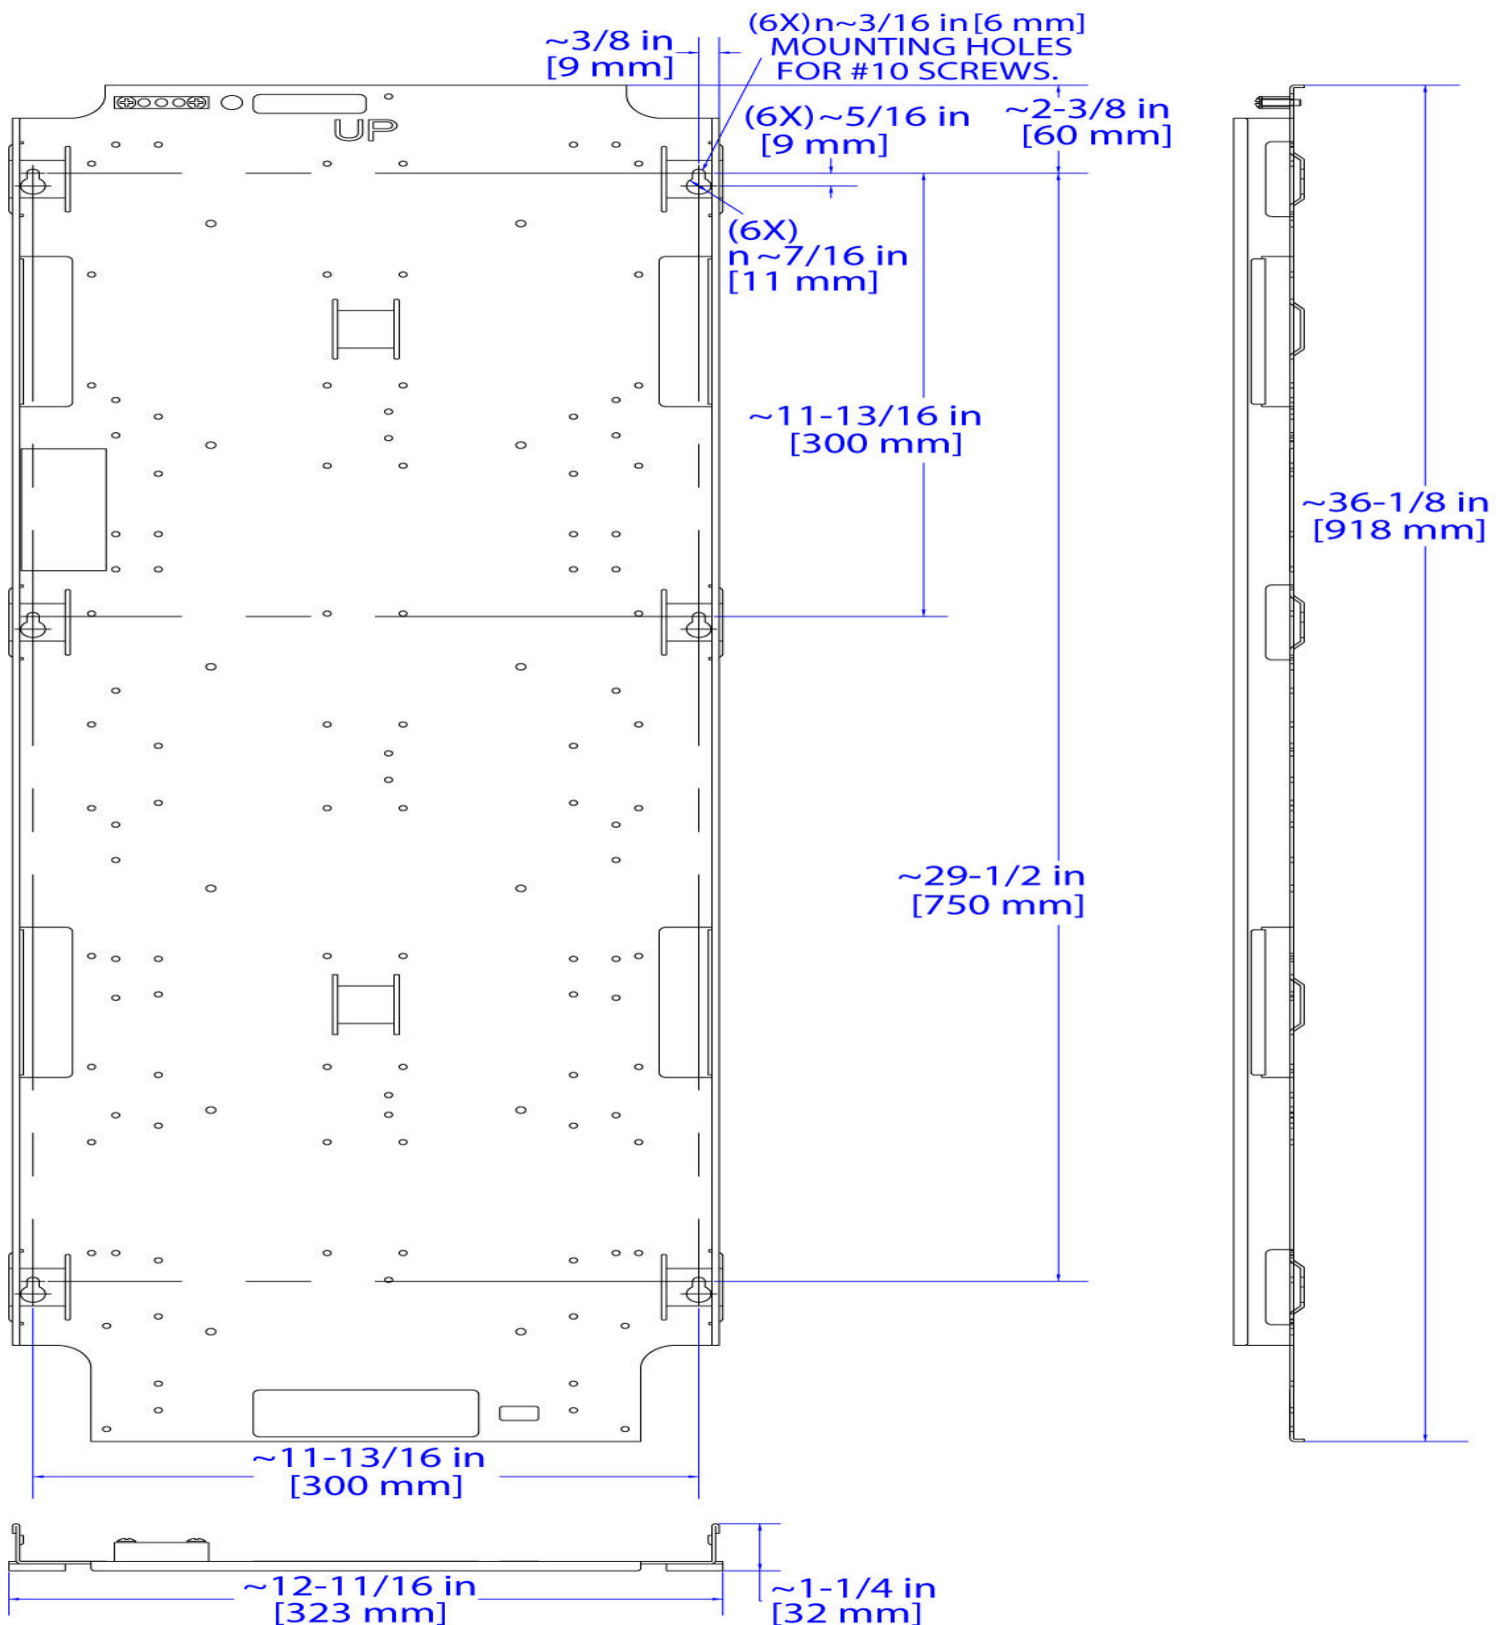 ~3/8 in
[9 mm]
(6X)n~3/16 in[6 mm]
MOUNTING HOLES
FOR #10 SCREWS.
(6X)~5/16 in
[9 mm]
~2-3/8 in
[60 mm]
UP
(6X)
n~7/16 in
[11 mm]
~11-13/16 in
[300 mm]
~36-1/8 in
[918 mm]
~29-1/2 in
[750 mm]
~11-13/16 in
[300 mm]
~12-11/16 in
[323 mm]
~1-1/4 in
[32 mm]